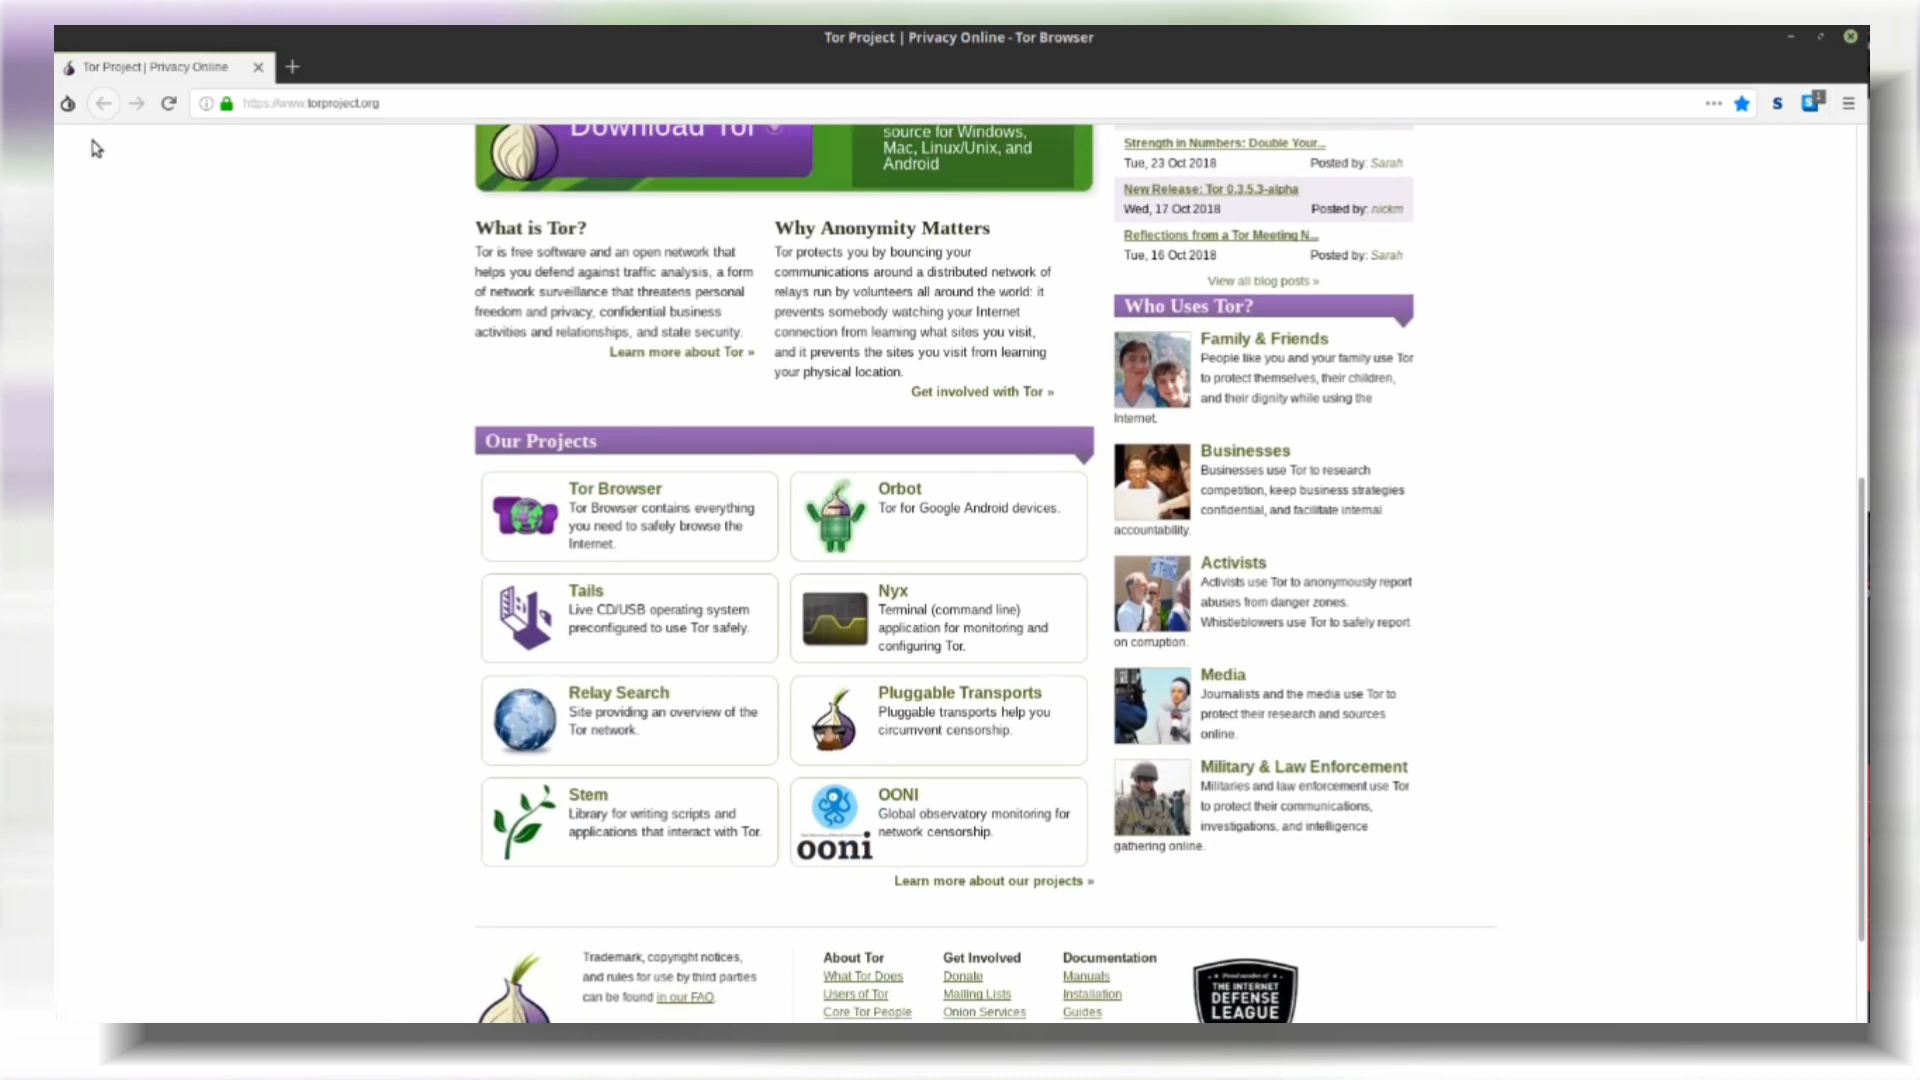 Tor Project | Privacy Online - Tor Browser
Tor Project | Privacy Online
https://www.torproject.org
Download Tor
source for Windows,
Mac, Linux/Unix, and
Android
What is Tor?
Tor is free software and an open network that
helps you defend against traffic analysis, a form
of network surveillance that threatens personal
freedom and privacy, confidential business
activities and relationships, and state security.
Learn more about Tor »
Why Anonymity Matters
Tor protects you by bouncing your
communications around a distributed network of
relays run by volunteers all around the world: it
prevents somebody watching your Internet
connection from learning what sites you visit,
and it prevents the sites you visit from learning
your physical location.
Get involved with Tor »
Our Projects
Tor Browser
Tor Browser contains everything
you need to safely browse the
Internet.
Orbot
Tor for Google Android devices.
Tails
Live CD/USB operating system
preconfigured to use Tor safely.
Nyx
Terminal (command line)
application for monitoring and
configuring Tor.
Relay Search
Site providing an overview of the
Tor network.
Pluggable Transports
Pluggable transports help you
circumvent censorship.
Stem
Library for writing scripts and
applications that interact with Tor.
OONI
Global observatory monitoring for
network censorship.
ooni
Learn more about our projects »
Strength in Numbers: Double Your...
Tue, 23 Oct 2018 Posted by: Sarah
New Release: Tor 0.3.5.3-alpha
Wed, 17 Oct 2018 Posted by: nickm
Reflections from a Tor Meeting N...
Tue, 16 Oct 2018 Posted by: Sarah
View all blog posts »
Who Uses Tor?
Family & Friends
People like you and your family use Tor
to protect themselves, their children,
and their dignity while using the
Internet.
Businesses
Businesses use Tor to research
competition, keep business strategies
confidential, and facilitate internal
accountability.
Activists
Activists use Tor to anonymously report
abuses from danger zones.
Whistleblowers use Tor to safely report
on corruption.
Media
Journalists and the media use Tor to
protect their research and sources
online.
Military & Law Enforcement
Militaries and law enforcement use Tor
to protect their communications,
investigations, and intelligence
gathering online.
Trademark, copyright notices,
and rules for use by third parties
can be found in our FAQ.
About Tor
What Tor Does
Users of Tor
Core Tor People
Get Involved
Donate
Mailing Lists
Onion Services
Documentation
Manuals
Installation
Guides
Proud member of
THE INTERNET
DEFENSE
LEAGUE